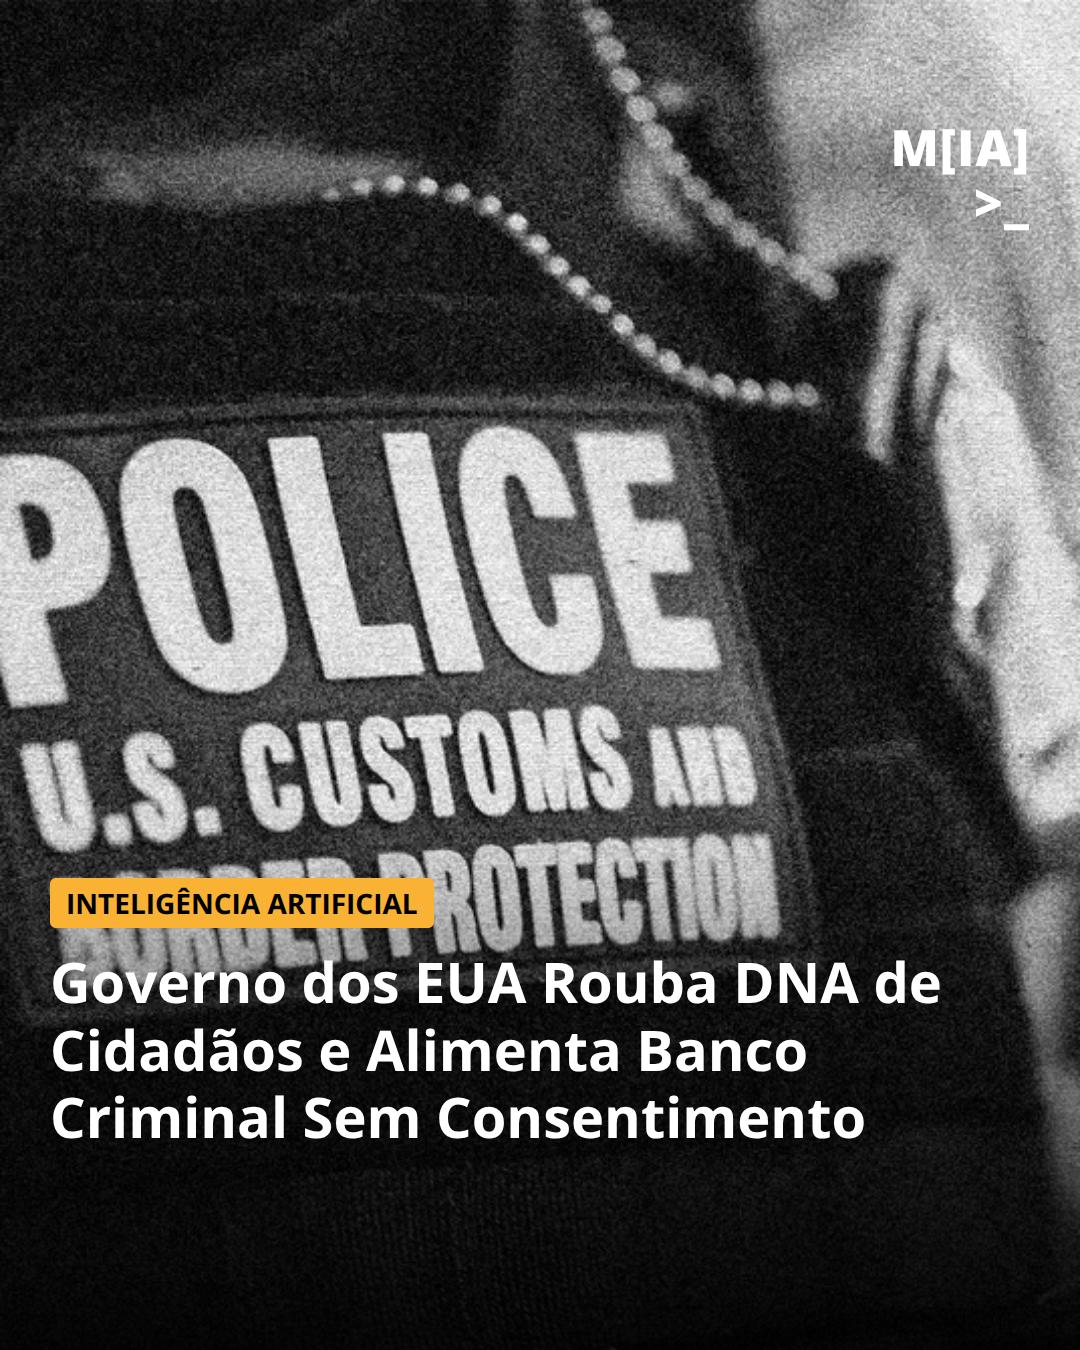 M[IA]
>_
POLICE
U.S. CUSTOMS AND
BORDER PROTECTION
INTELIGÊNCIA ARTIFICIAL
Governo dos EUA Rouba DNA de
Cidadãos e Alimenta Banco
Criminal Sem Consentimento